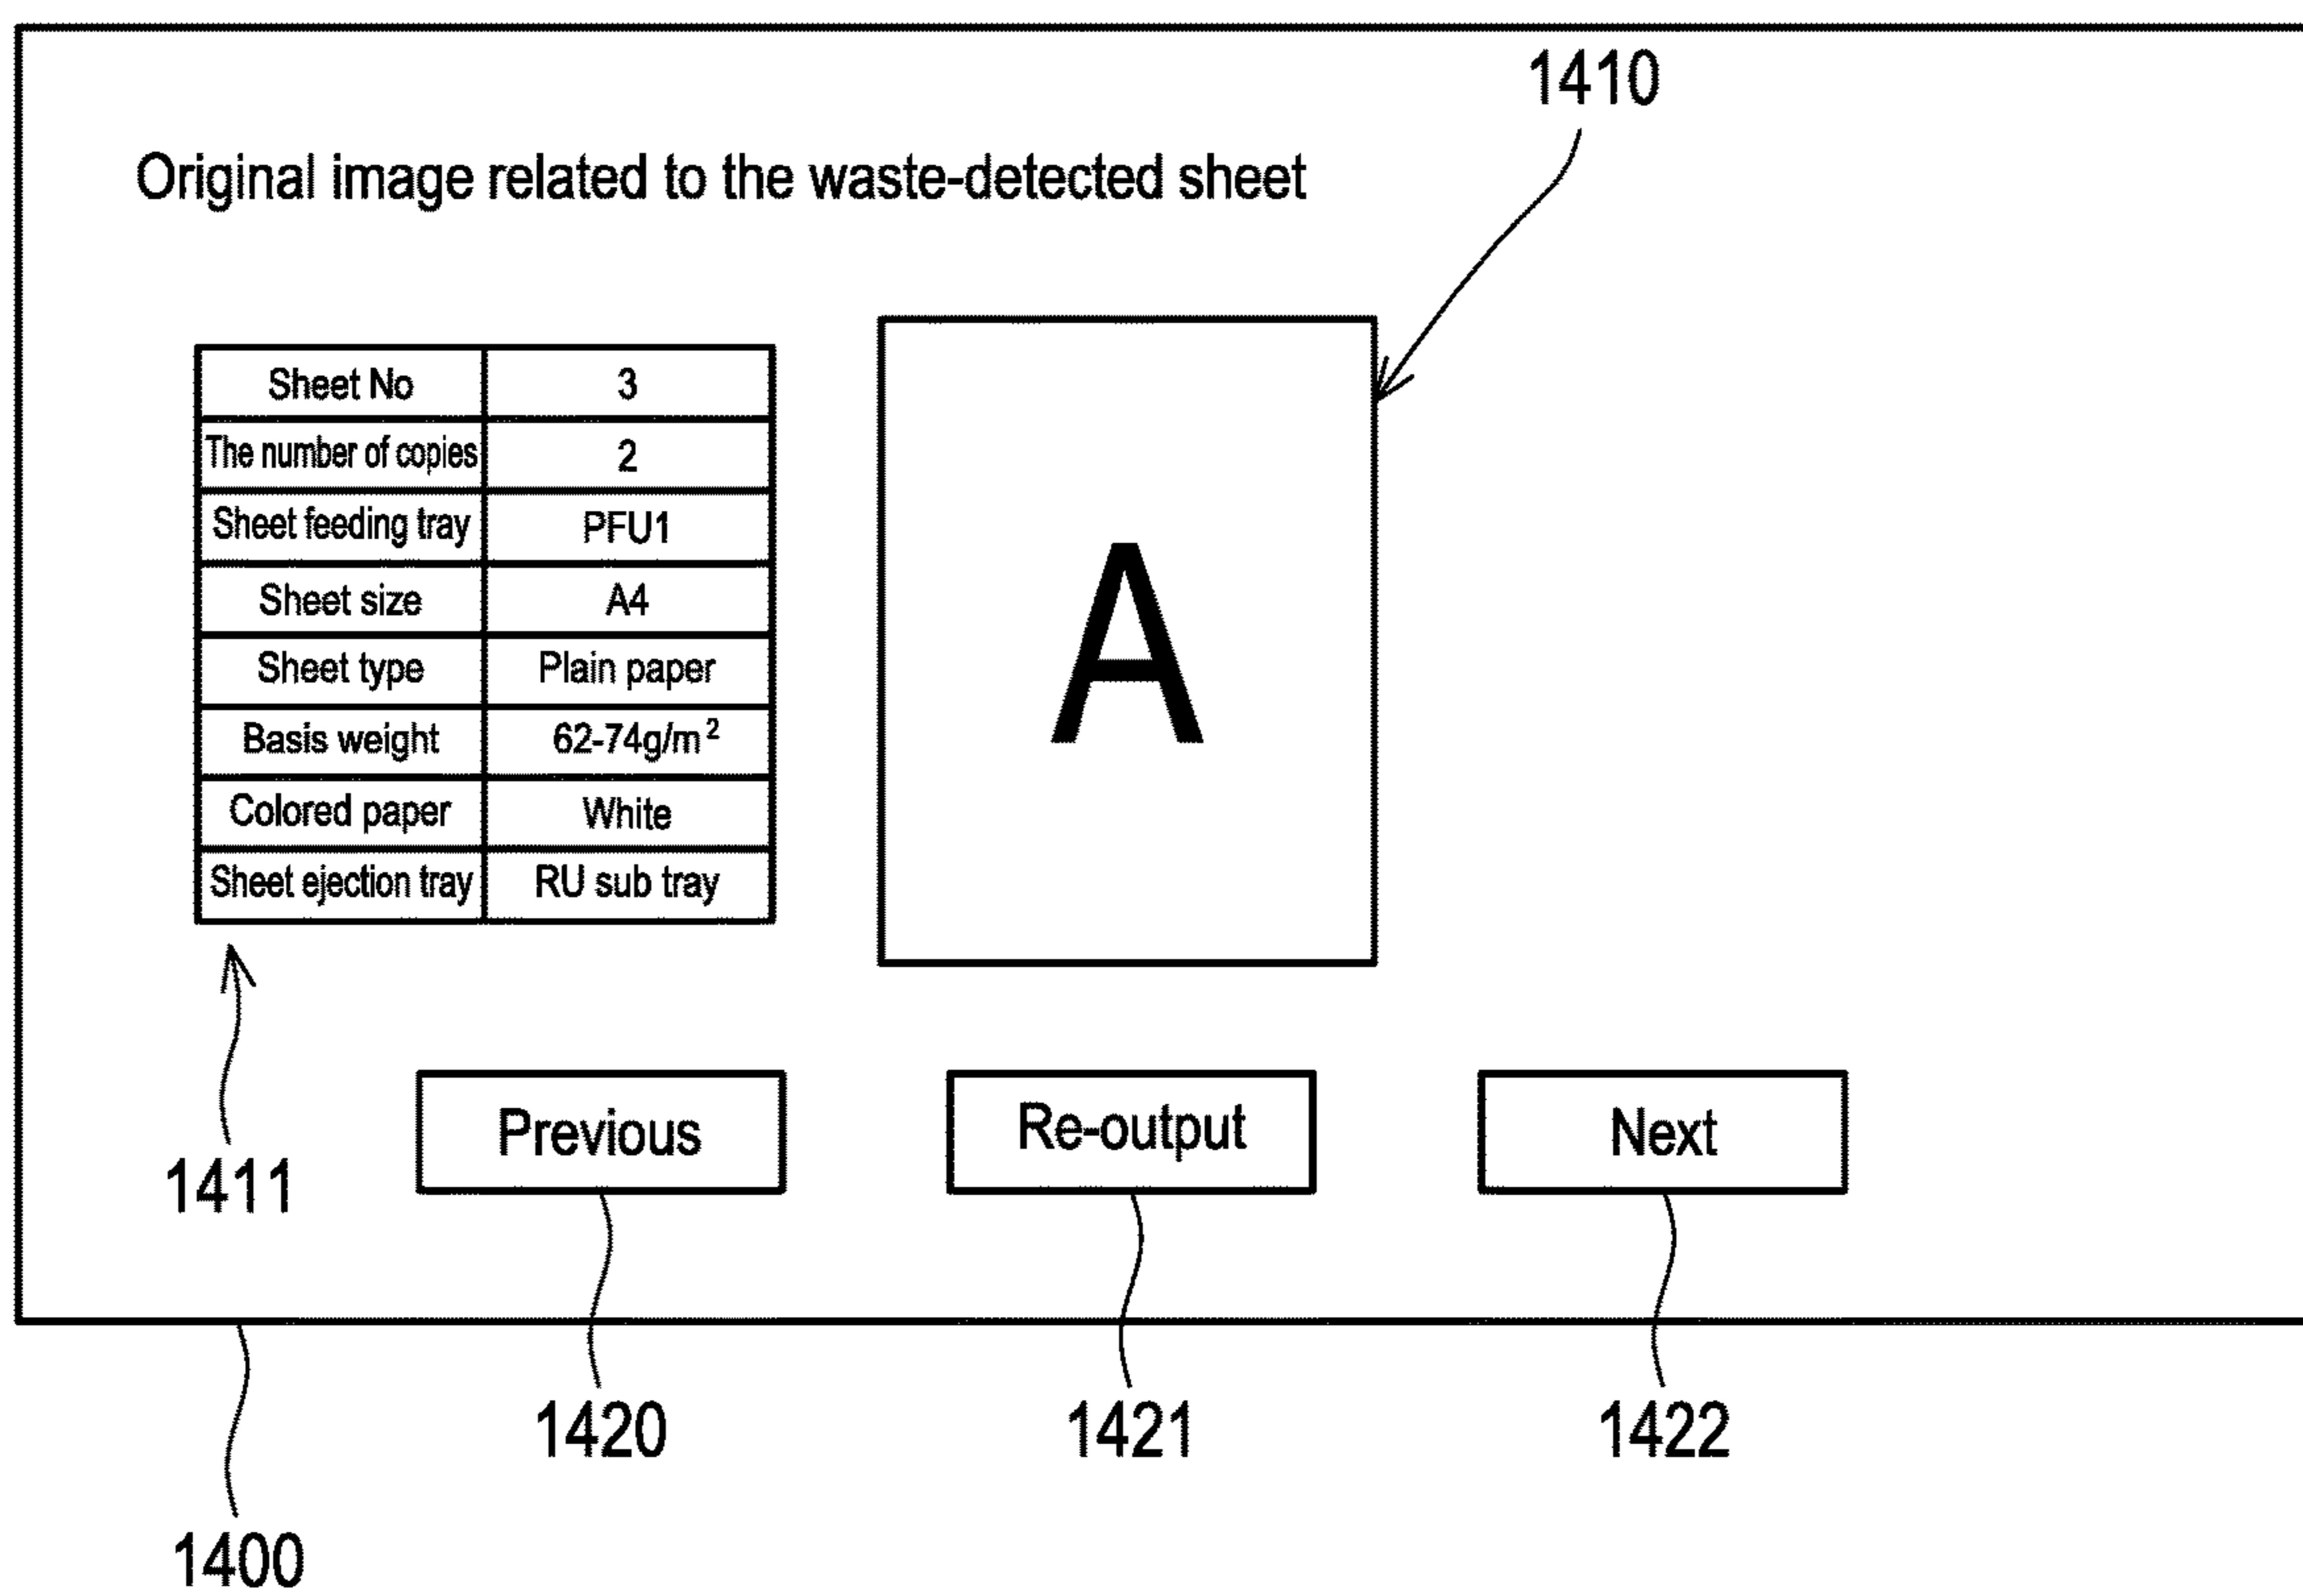 1410
Original image related to the waste-detected sheet
Sheet No 3
The number of copies 2
Sheet feeding tray PFU1
Sheet size A4
Sheet type Plain paper
Basis weight 62-74g/m²
Colored paper White
Sheet ejection tray RU sub tray
A
1411
Previous Re-output Next
1420 1421 1422
1400